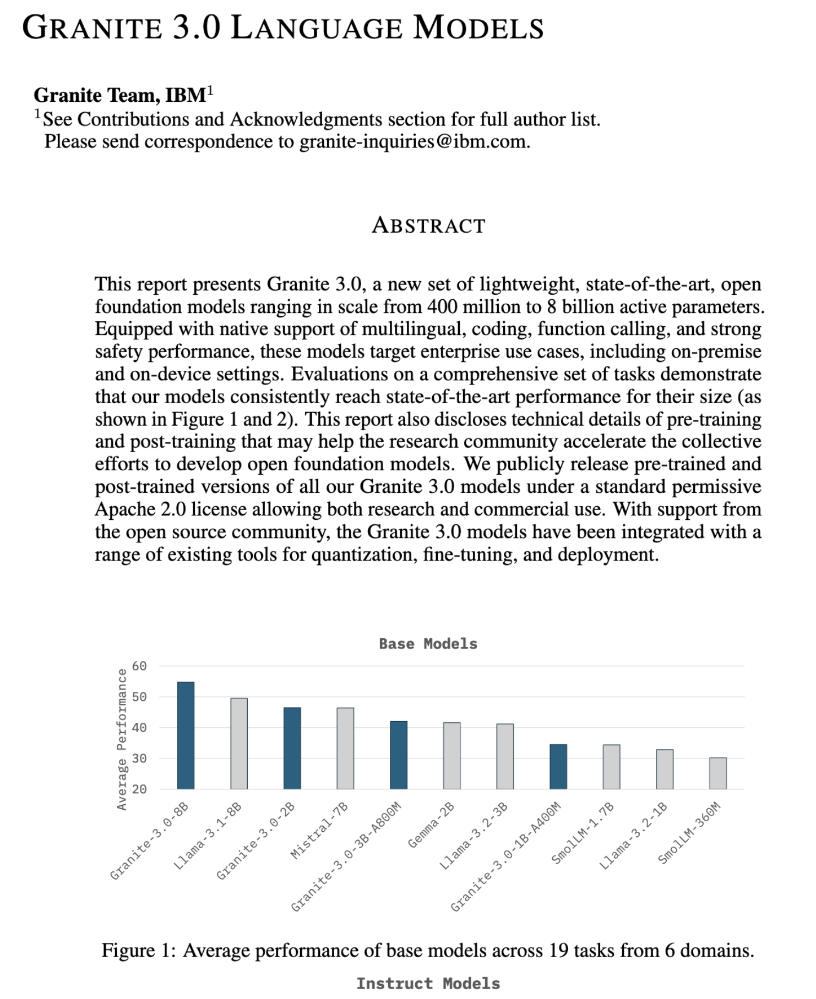 GRANITE 3.0 LANGUAGE MODELS
Granite Team, IBM¹
¹See Contributions and Acknowledgments section for full author list.
Please send correspondence to granite-inquiries@ibm.com.
ABSTRACT
This report presents Granite 3.0, a new set of lightweight, state-of-the-art, open
foundation models ranging in scale from 400 million to 8 billion active parameters.
Equipped with native support of multilingual, coding, function calling, and strong
safety performance, these models target enterprise use cases, including on-premise
and on-device settings. Evaluations on a comprehensive set of tasks demonstrate
that our models consistently reach state-of-the-art performance for their size (as
shown in Figure 1 and 2). This report also discloses technical details of pre-training
and post-training that may help the research community accelerate the collective
efforts to develop open foundation models. We publicly release pre-trained and
post-trained versions of all our Granite 3.0 models under a standard permissive
Apache 2.0 license allowing both research and commercial use. With support from
the open source community, the Granite 3.0 models have been integrated with a
range of existing tools for quantization, fine-tuning, and deployment.
Base Models
Average Performance
60
50
40
30
20
Granite-3.0-8B
Llama-3.1-8B
Granite-3.0-2B
Mistral-7B
Granite-3.0-3B-A800M
Gemma-2B
Llama-3.2-3B
Granite-3.0-1B-A400M
SmolLM-1.7B
Llama-3.2-1B
SmolLM-360M
Figure 1: Average performance of base models across 19 tasks from 6 domains.
Instruct Models